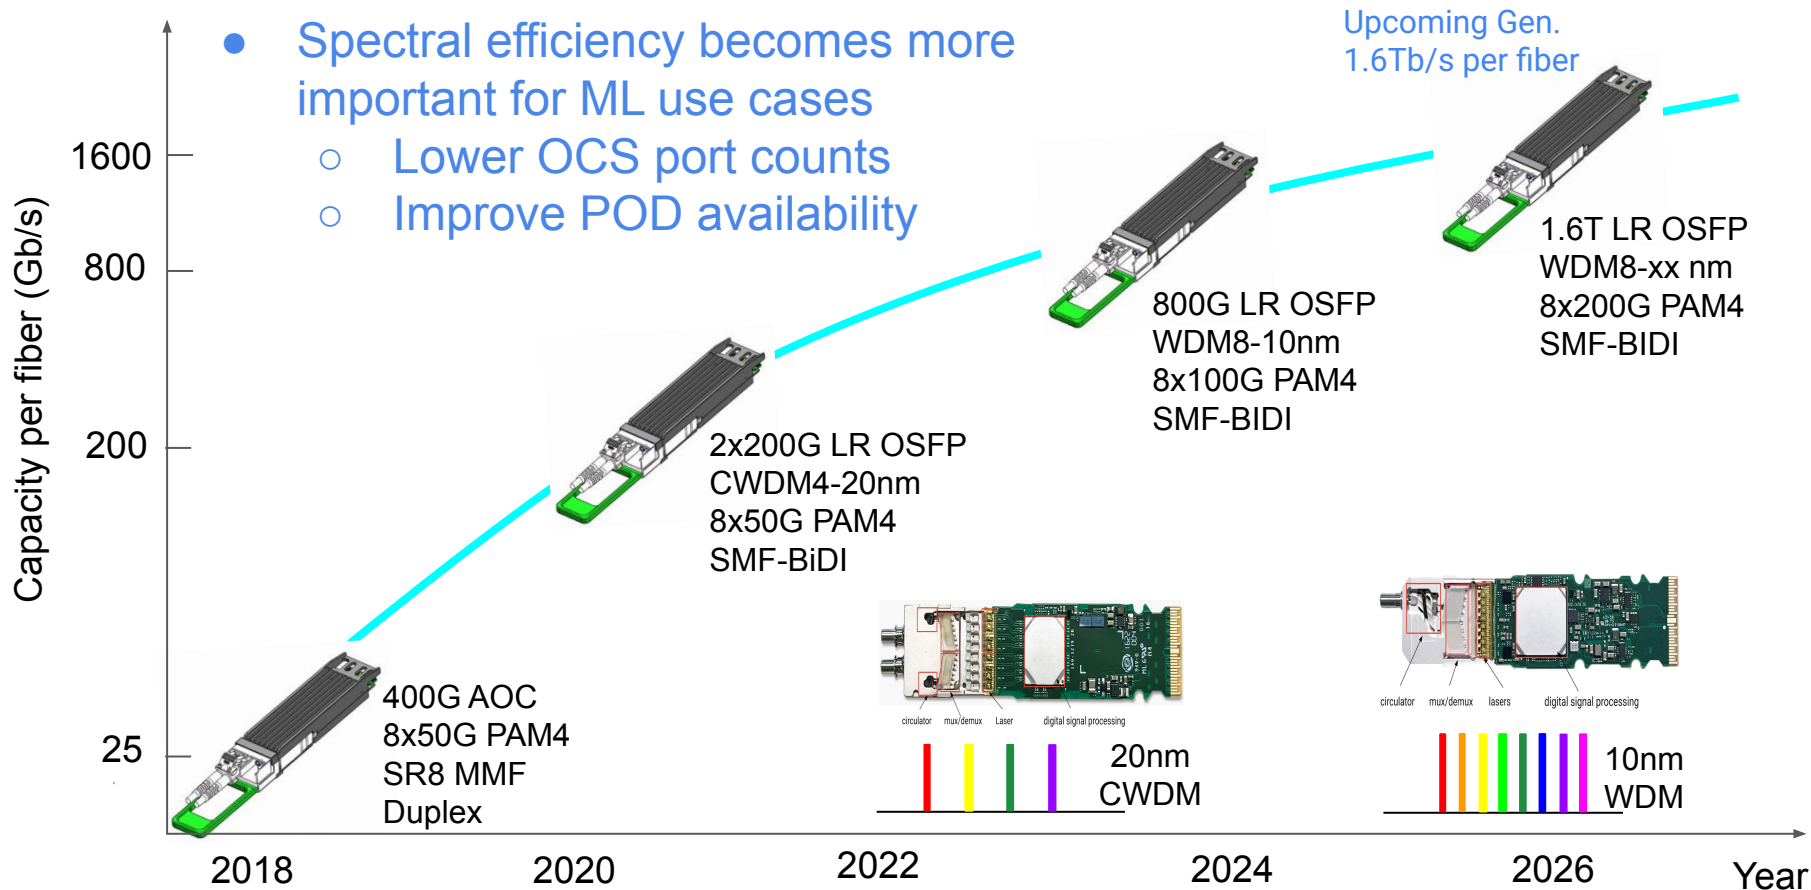 ● Spectral efficiency becomes more
important for ML use cases
○ Lower OCS port counts
○ Improve POD availability
Upcoming Gen.
1.6Tb/s per fiber
Capacity per fiber (Gb/s)
1600
800
200
25
1.6T LR OSFP
WDM8-xx nm
8x200G PAM4
SMF-BIDI
800G LR OSFP
WDM8-10nm
8x100G PAM4
SMF-BIDI
2x200G LR OSFP
CWDM4-20nm
8x50G PAM4
SMF-BiDI
400G AOC
8x50G PAM4
SR8 MMF
Duplex
circulator mux/demux Laser digital signal processing
20nm
CWDM
circulator mux/demux lasers digital signal processing
10nm
WDM
2018 2020 2022 2024 2026 Year